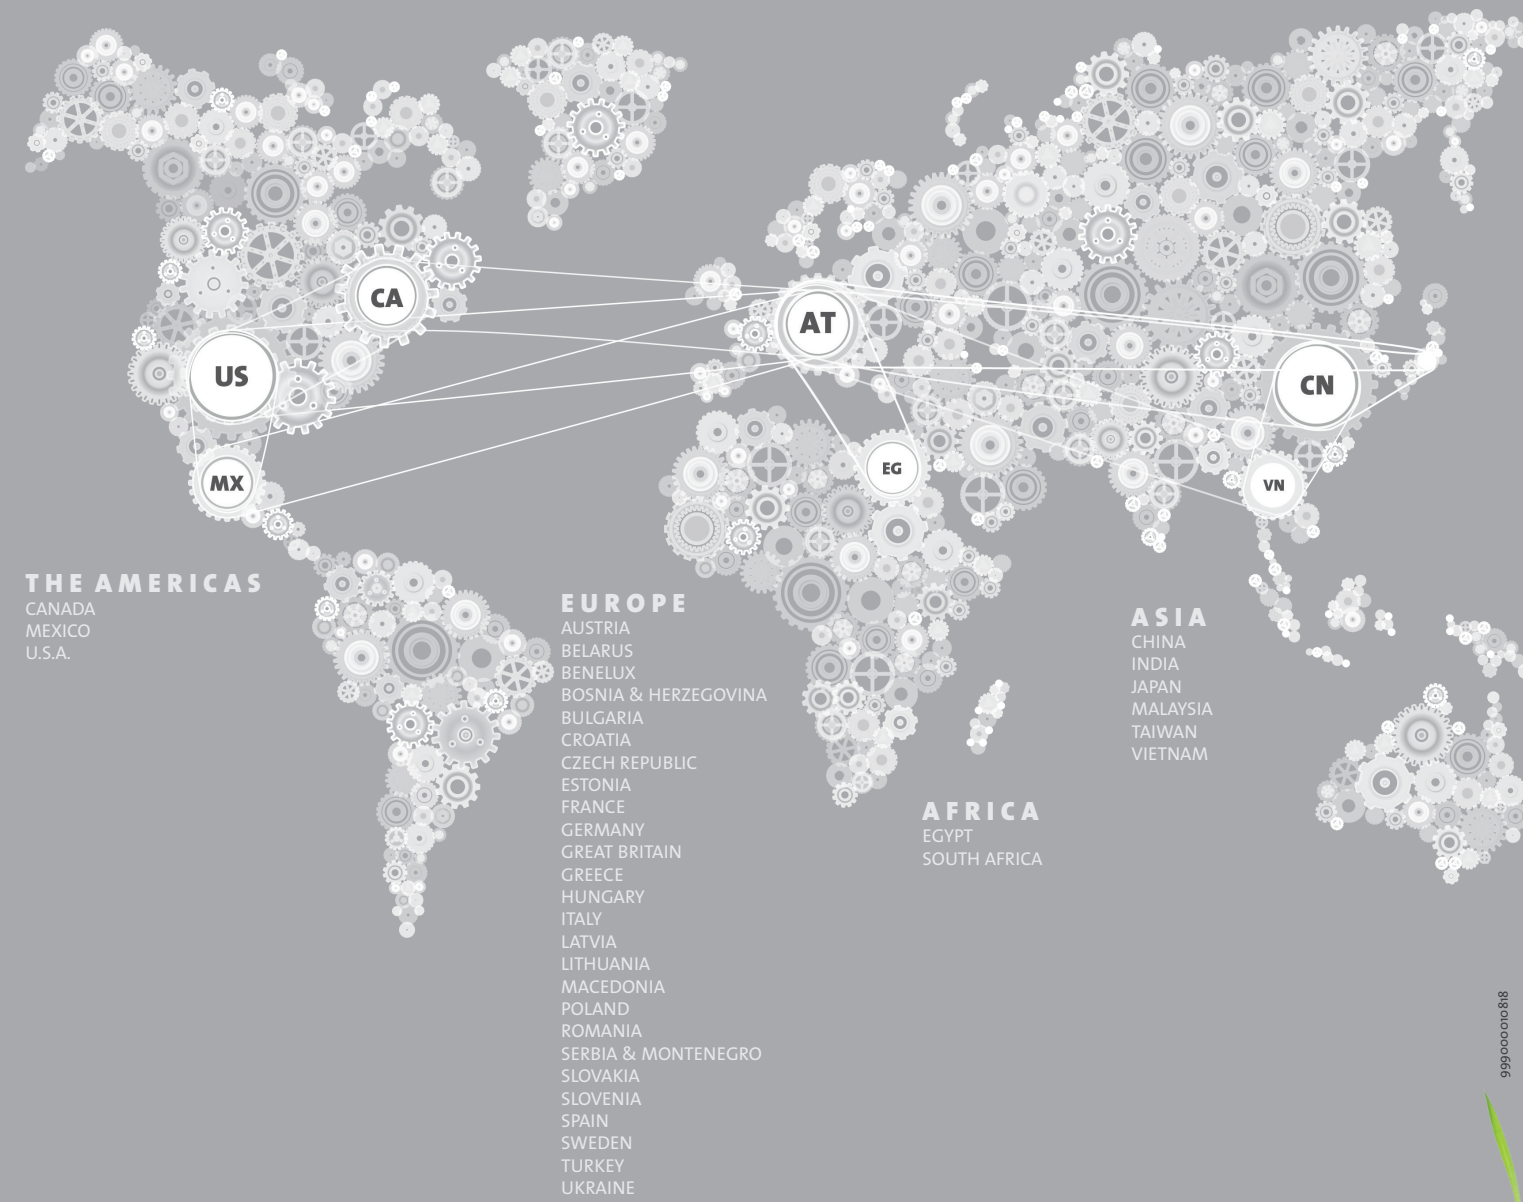 CA
AT
US
CN
MX
EG
VN
THE AMERICAS
CANADA
MEXICO
U.S.A.
EUROPE
AUSTRIA
BELARUS
BENELUX
BOSNIA & HERZEGOVINA
BULGARIA
CROATIA
CZECH REPUBLIC
ESTONIA
FRANCE
GERMANY
GREAT BRITAIN
GREECE
HUNGARY
ITALY
LATVIA
LITHUANIA
MACEDONIA
POLAND
ROMANIA
SERBIA & MONTENEGRO
SLOVAKIA
SLOVENIA
SPAIN
SWEDEN
TURKEY
UKRAINE
AFRICA
EGYPT
SOUTH AFRICA
ASIA
CHINA
INDIA
JAPAN
MALAYSIA
TAIWAN
VIETNAM
999000010818